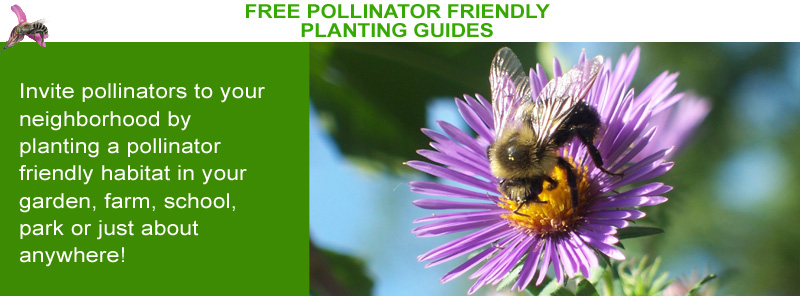 FREE POLLINATOR FRIENDLY
PLANTING GUIDES
Invite pollinators to your
neighborhood by
planting a pollinator
friendly habitat in your
garden, farm, school,
park or just about
anywhere!